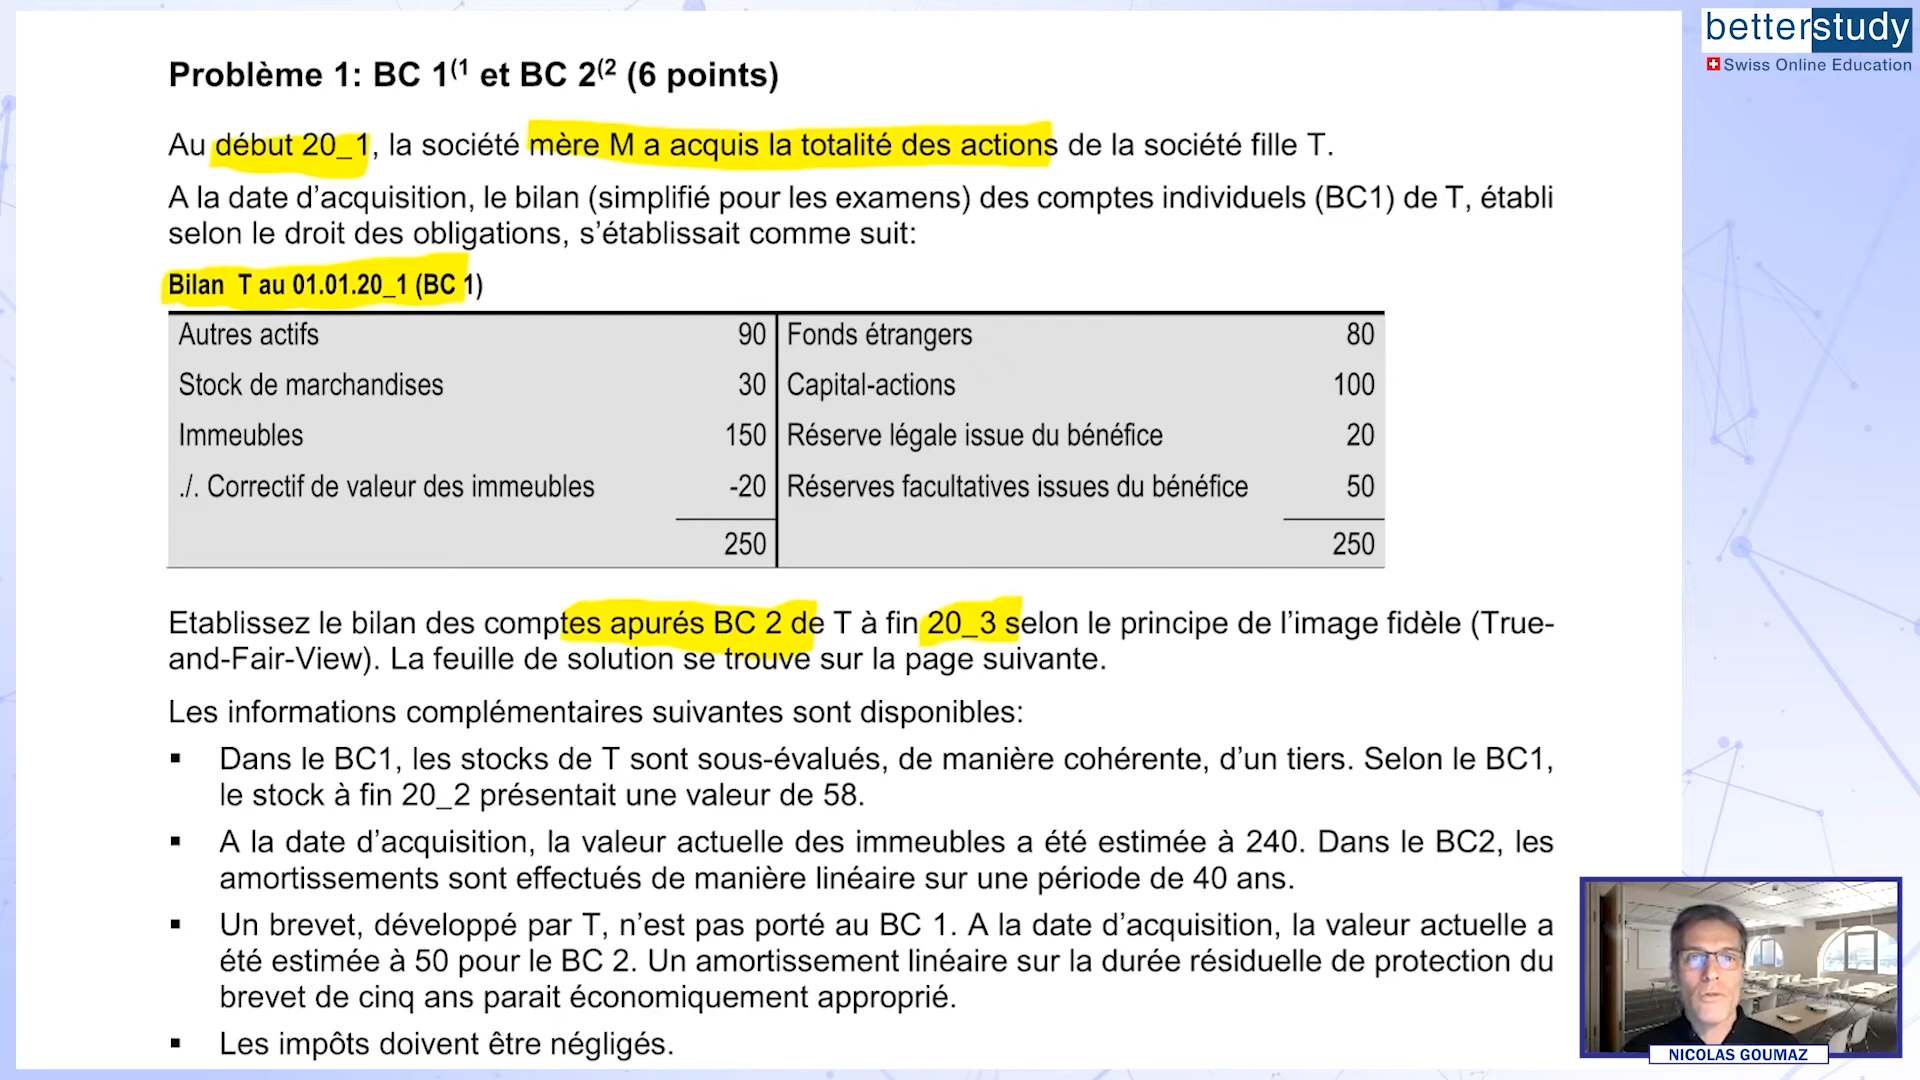 betterstudy
Swiss Online Education
Problème 1: BC 1(1 et BC 2(2 (6 points)
Au début 20_1, la société mère M a acquis la totalité des actions de la société fille T.
A la date d’acquisition, le bilan (simplifié pour les examens) des comptes individuels (BC1) de T, établi
selon le droit des obligations, s’établissait comme suit:
Bilan T au 01.01.20_1 (BC 1)
Autres actifs 90 Fonds étrangers 80
Stock de marchandises 30 Capital-actions 100
Immeubles 150 Réserve légale issue du bénéfice 20
./. Correctif de valeur des immeubles -20 Réserves facultatives issues du bénéfice 50
250 250
Etablissez le bilan des comptes apurés BC 2 de T à fin 20_3 selon le principe de l’image fidèle (True-
and-Fair-View). La feuille de solution se trouve sur la page suivante.
Les informations complémentaires suivantes sont disponibles:
▪ Dans le BC1, les stocks de T sont sous-évalués, de manière cohérente, d’un tiers. Selon le BC1,
le stock à fin 20_2 présentait une valeur de 58.
▪ A la date d’acquisition, la valeur actuelle des immeubles a été estimée à 240. Dans le BC2, les
amortissements sont effectués de manière linéaire sur une période de 40 ans.
▪ Un brevet, développé par T, n’est pas porté au BC 1. A la date d’acquisition, la valeur actuelle a
été estimée à 50 pour le BC 2. Un amortissement linéaire sur la durée résiduelle de protection du
brevet de cinq ans parait économiquement approprié.
▪ Les impôts doivent être négligés.
NICOLAS GOUMAZ